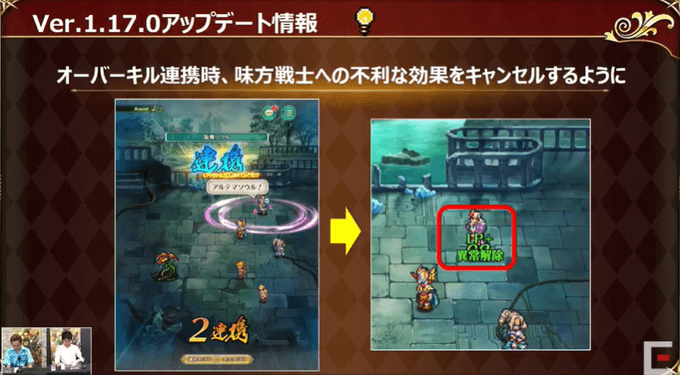 Ver.1.17.0アップデート情報
オーバーキル連携時、味方戦士への不利な効果をキャンセルするように
連携
アルテマソウル！
2連携
異常解除